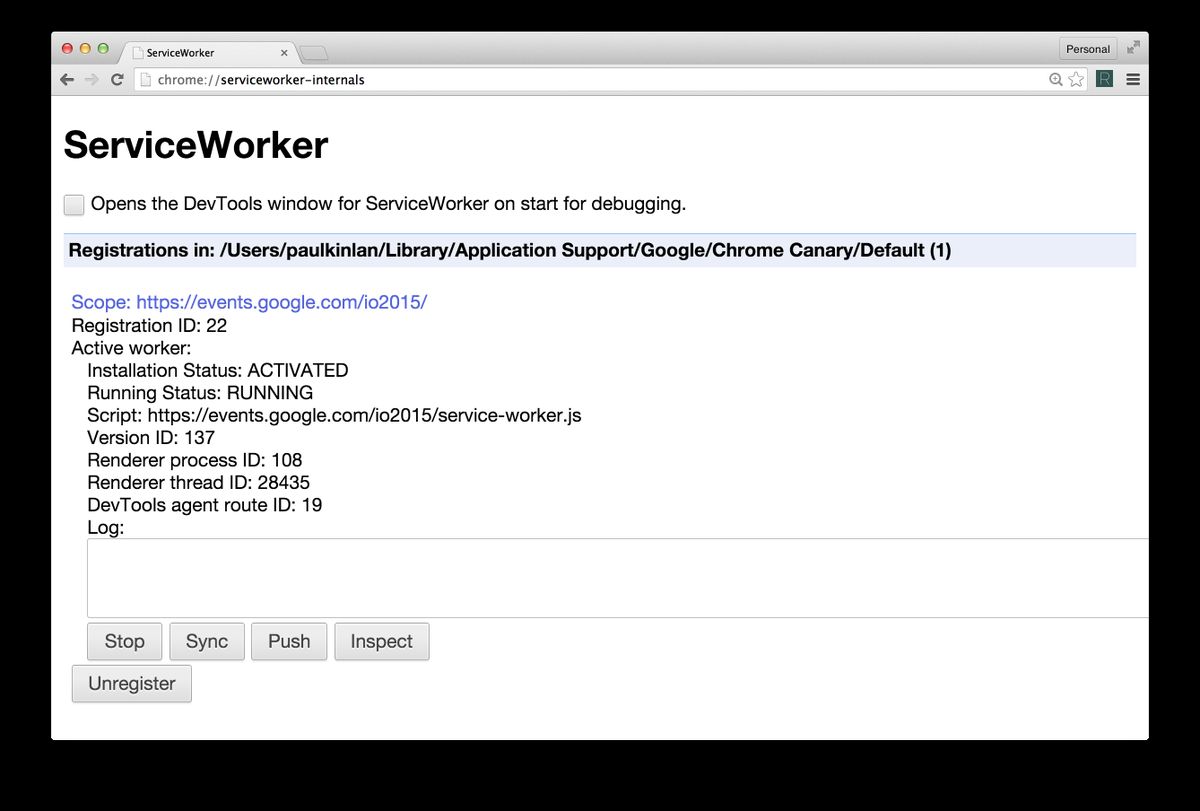 ServiceWorker
Personal
chrome://serviceworker-internals
R
ServiceWorker
Opens the DevTools window for ServiceWorker on start for debugging.
Registrations in: /Users/paulkinlan/Library/Application Support/Google/Chrome Canary/Default (1)
Scope: https://events.google.com/io2015/
Registration ID: 22
Active worker:
Installation Status: ACTIVATED
Running Status: RUNNING
Script: https://events.google.com/io2015/service-worker.js
Version ID: 137
Renderer process ID: 108
Renderer thread ID: 28435
DevTools agent route ID: 19
Log:
Stop Sync Push Inspect
Unregister